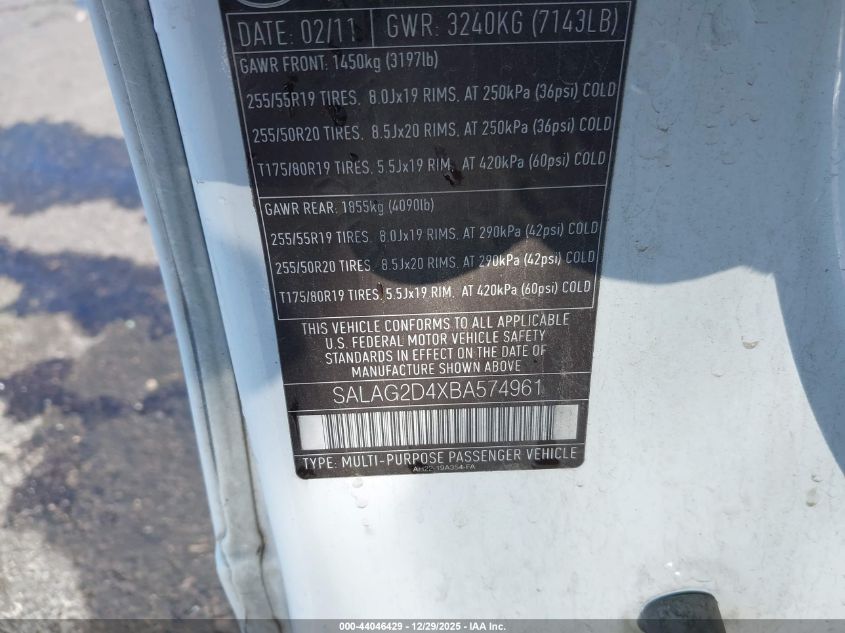 DATE: 02/11 GWR: 3240KG (7143LB)
GAWR FRONT: 1450kg (3197lb)
255/55R19 TIRES, 8.0Jx19 RIMS, AT 250kPa (36psi) COLD
255/50R20 TIRES, 8.5Jx20 RIMS, AT 250kPa (36psi) COLD
T175/80R19 TIRES, 5.5Jx19 RIM, AT 420kPa (60psi) COLD
GAWR REAR: 1855kg (4090lb)
255/55R19 TIRES, 8.0Jx19 RIMS, AT 290kPa (42psi) COLD
255/50R20 TIRES, 8.5Jx20 RIMS, AT 290kPa (42psi) COLD
T175/80R19 TIRES, 5.5Jx19 RIM, AT 420kPa (60psi) COLD
THIS VEHICLE CONFORMS TO ALL APPLICABLE
U.S. FEDERAL MOTOR VEHICLE SAFETY
STANDARDS IN EFFECT ON THE DATE OF
MANUFACTURE SHOWN ABOVE
SALAG2D4XBA574961
TYPE: MULTI-PURPOSE PASSENGER VEHICLE
AH22-19A354-FA
000-44046429 - 12/29/2025 - IAA Inc.